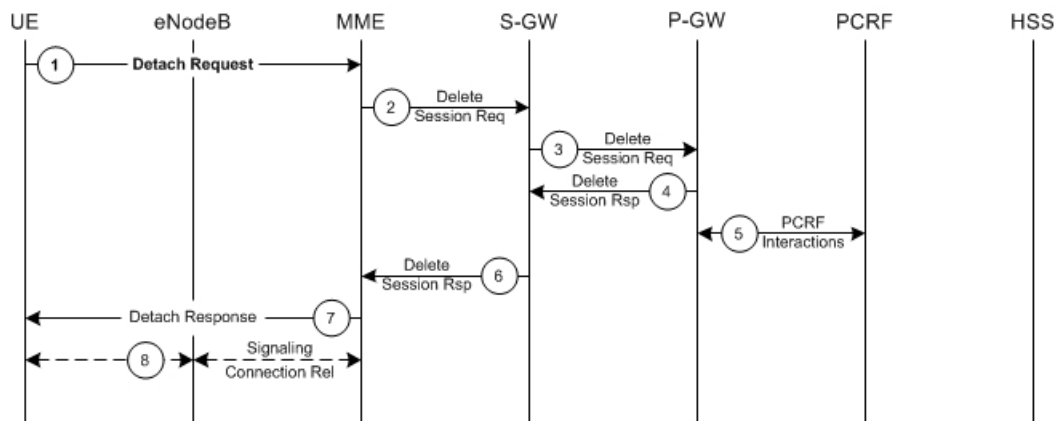 UE eNodeB MME S-GW P-GW PCRF HSS
1 Detach Request
2 Delete
Session Req
3 Delete
Session Req
Delete 4
Session Rsp
5 PCRF
Interactions
Delete 6
Session Rsp
Detach Response 7
8 Signaling
Connection Rel